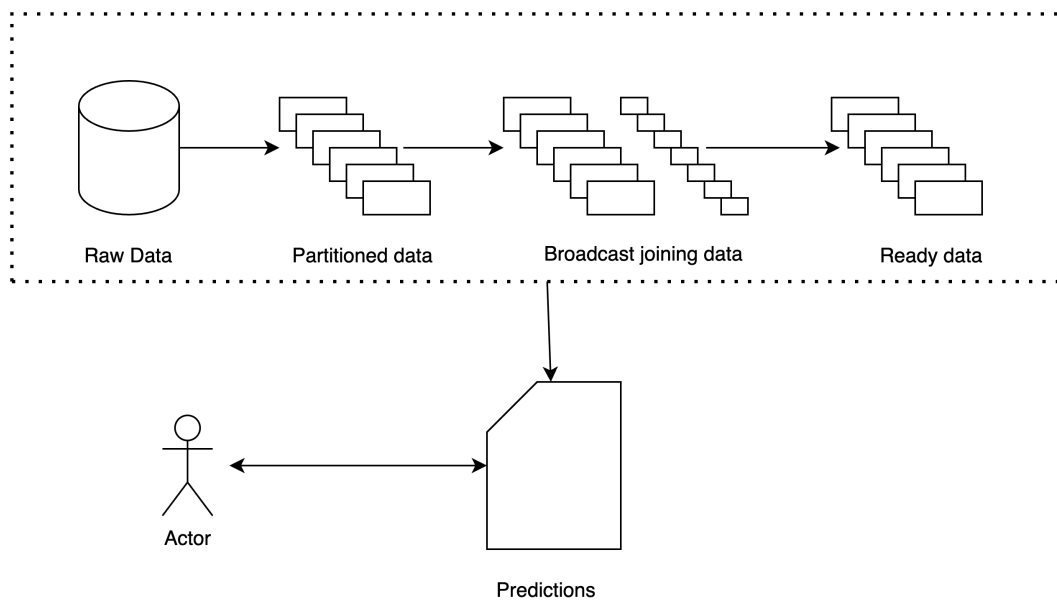 Raw Data
Partitioned data
Broadcast joining data
Ready data
Actor
Predictions